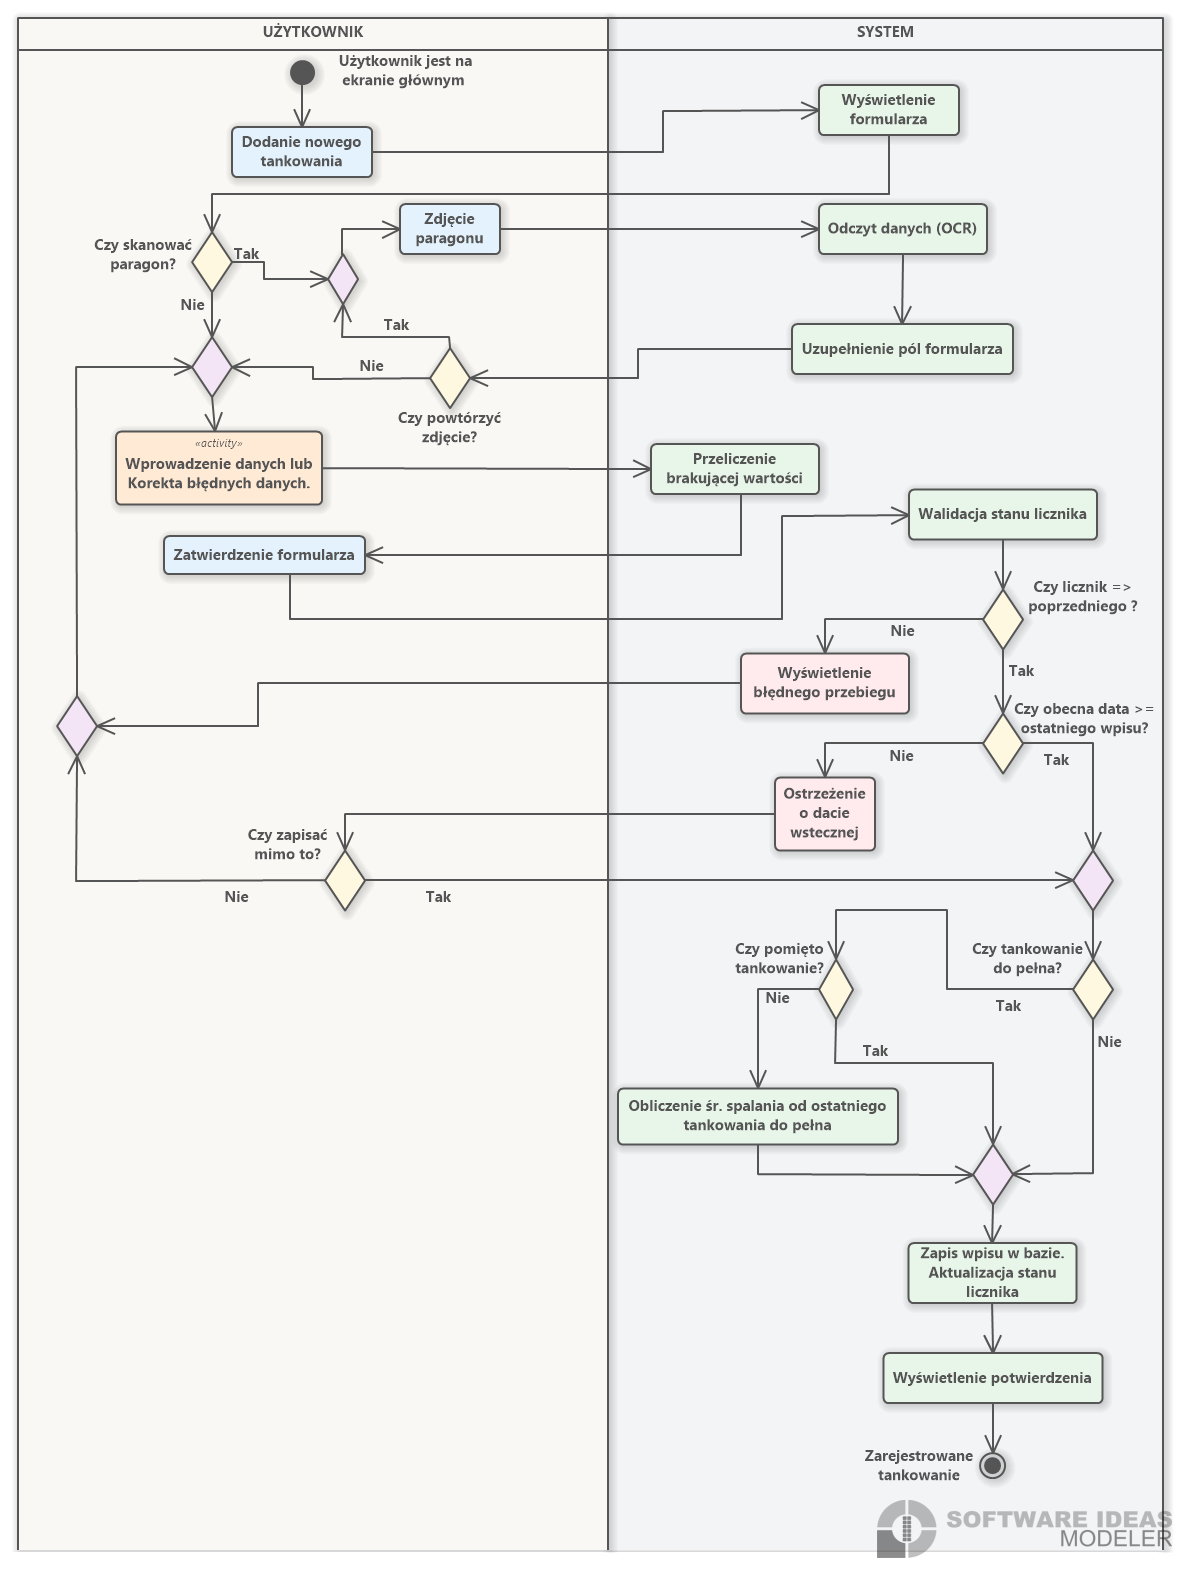 UŻYTKOWNIK
SYSTEM
Użytkownik jest na
ekranie głównym
Dodanie nowego
tankowania
Wyświetlenie
formularza
Czy skanować
paragon?
Tak
Nie
Zdjęcie
paragonu
Odczyt danych (OCR)
Tak
Nie
Uzupełnienie pól formularza
Czy powtórzyć
zdjęcie?
«activity»
Wprowadzenie danych lub
Korekta błędnych danych.
Przeliczenie
brakującej wartości
Walidacja stanu licznika
Zatwierdzenie formularza
Czy licznik =>
poprzedniego ?
Nie
Tak
Wyświetlenie
błędnego przebiegu
Czy obecna data >=
ostatniego wpisu?
Nie
Tak
Ostrzeżenie
o dacie
wstecznej
Czy zapisać
mimo to?
Nie
Tak
Czy pomięto
tankowanie?
Czy tankowanie
do pełna?
Nie
Tak
Nie
Tak
Obliczenie śr. spalania od ostatniego
tankowania do pełna
Zapis wpisu w bazie.
Aktualizacja stanu
licznika
Wyświetlenie potwierdzenia
Zarejestrowane
tankowanie
SOFTWARE IDEAS
MODELER